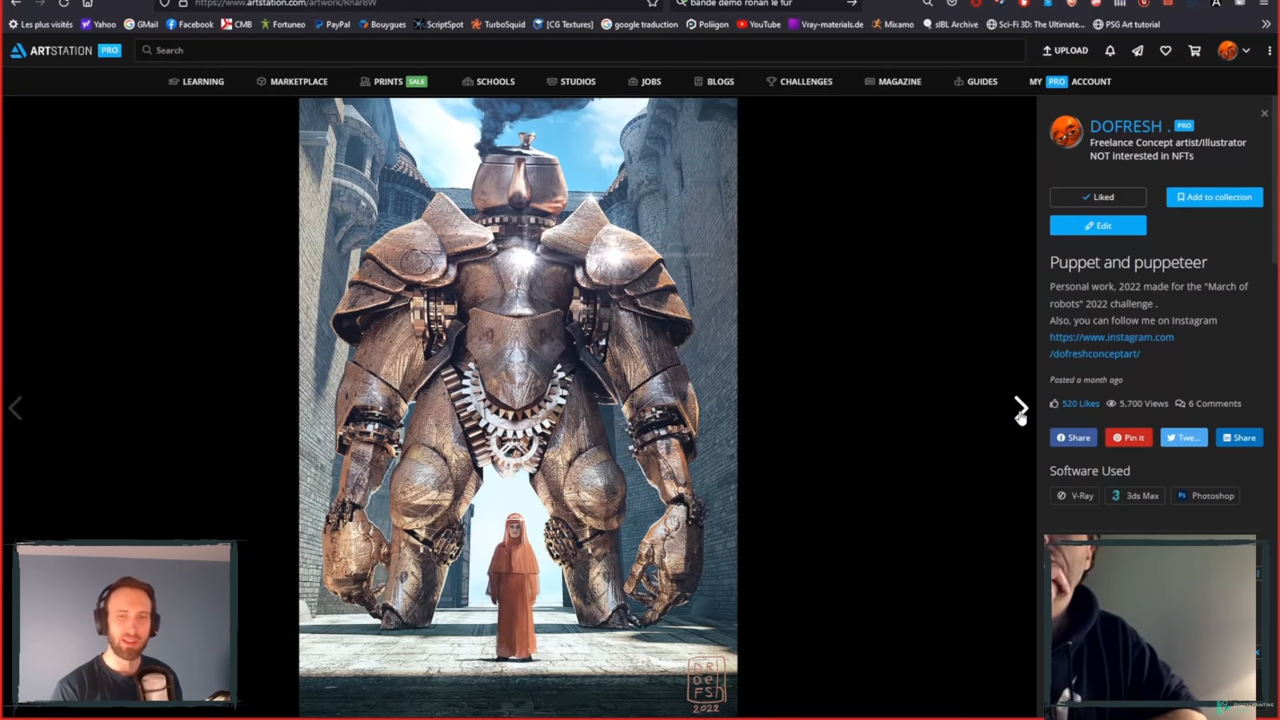 https://www.artstation.com/artwork/Rnar8W
bande démo ronan le fur
Les plus visités
Yahoo
GMail
Facebook
CMB
Fortuneo
PayPal
Bouygues
ScriptSpot
TurboSquid
[CG Textures]
google traduction
Poliigon
YouTube
Vray-materials.de
Mixamo
sIBL Archive
Sci-Fi 3D: The Ultimate...
PSG Art tutorial
ARTSTATION PRO
Search
UPLOAD
LEARNING
MARKETPLACE
PRINTS SALE
SCHOOLS
STUDIOS
JOBS
BLOGS
CHALLENGES
MAGAZINE
GUIDES
MY PRO ACCOUNT
DOFRESH . PRO
Freelance Concept artist/Illustrator
NOT interested in NFTs
Liked
Add to collection
Edit
Puppet and puppeteer
Personal work, 2022 made for the "March of
robots" 2022 challenge .
Also, you can follow me on Instagram
https://www.instagram.com
/dofreshconceptart/
Posted a month ago
520 Likes
5,700 Views
6 Comments
Share
Pin it
Twe...
Share
Software Used
V-Ray
3ds Max
Photoshop
2022